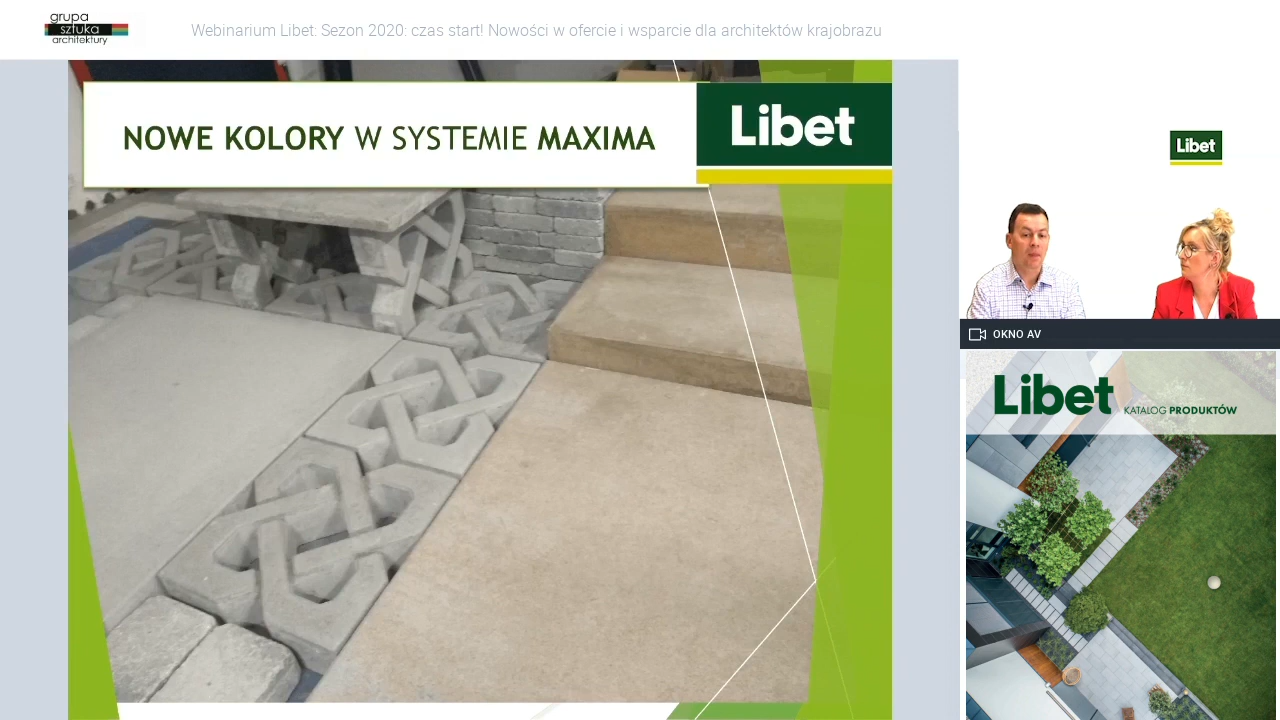 grupa
sztuka
architektury
Webinarium Libet: Sezon 2020: czas start! Nowości w ofercie i wsparcie dla architektów krajobrazu
NOWE KOLORY W SYSTEMIE MAXIMA
Libet
Libet
OKNO AV
Libet KATALOG PRODUKTÓW